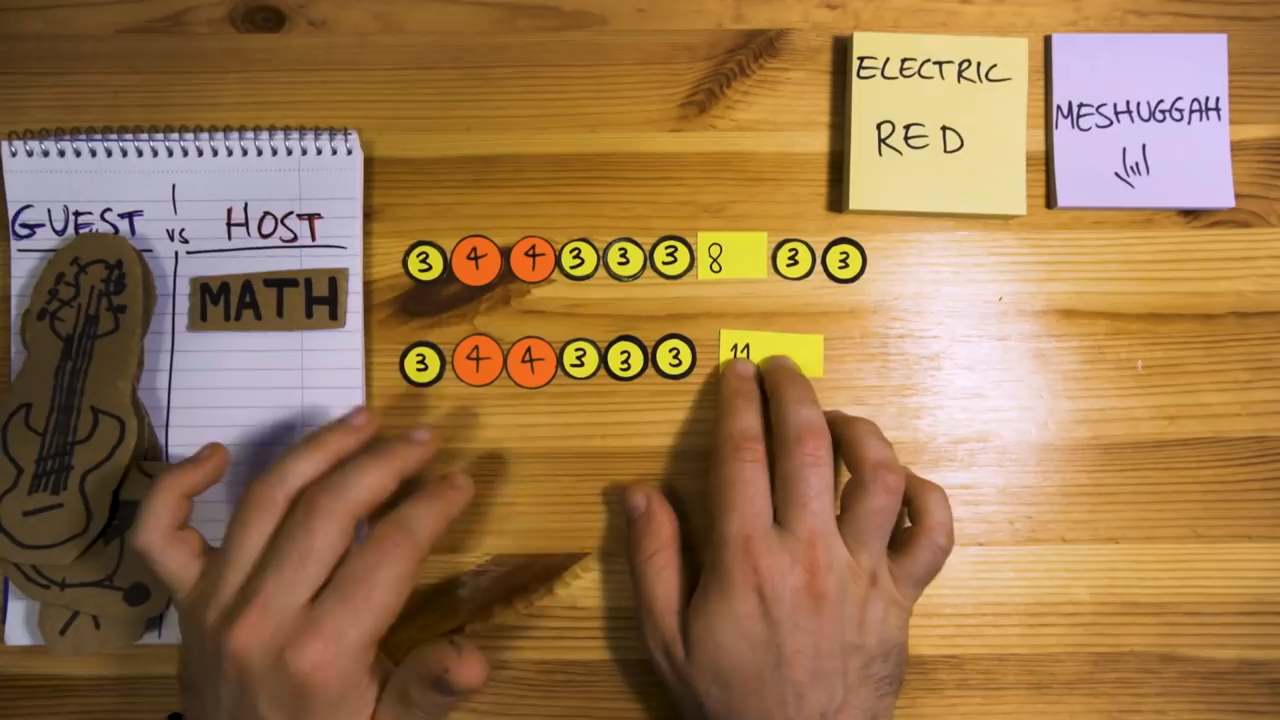 ELECTRIC
RED
MESHUGGAH
GUEST
vs
HOST
MATH
3 4 4 3 3 3 8 3 3
3 4 4 3 3 3 11